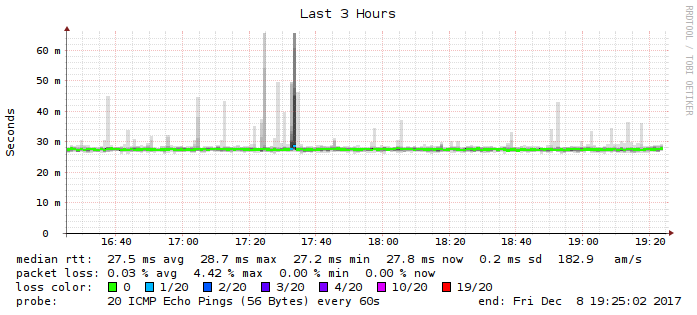 Last 3 Hours
RRDTOOL / TOBI OETIKER
Seconds
60 m
50 m
40 m
30 m
20 m
10 m
0
16:40 17:00 17:20 17:40 18:00 18:20 18:40 19:00 19:20
median rtt: 27.5 ms avg 28.7 ms max 27.2 ms min 27.8 ms now 0.2 ms sd 182.9 am/s
packet loss: 0.03 % avg 4.42 % max 0.00 % min 0.00 % now
loss color: 0 1/20 2/20 3/20 4/20 10/20 19/20
probe: 20 ICMP Echo Pings (56 Bytes) every 60s end: Fri Dec 8 19:25:02 2017